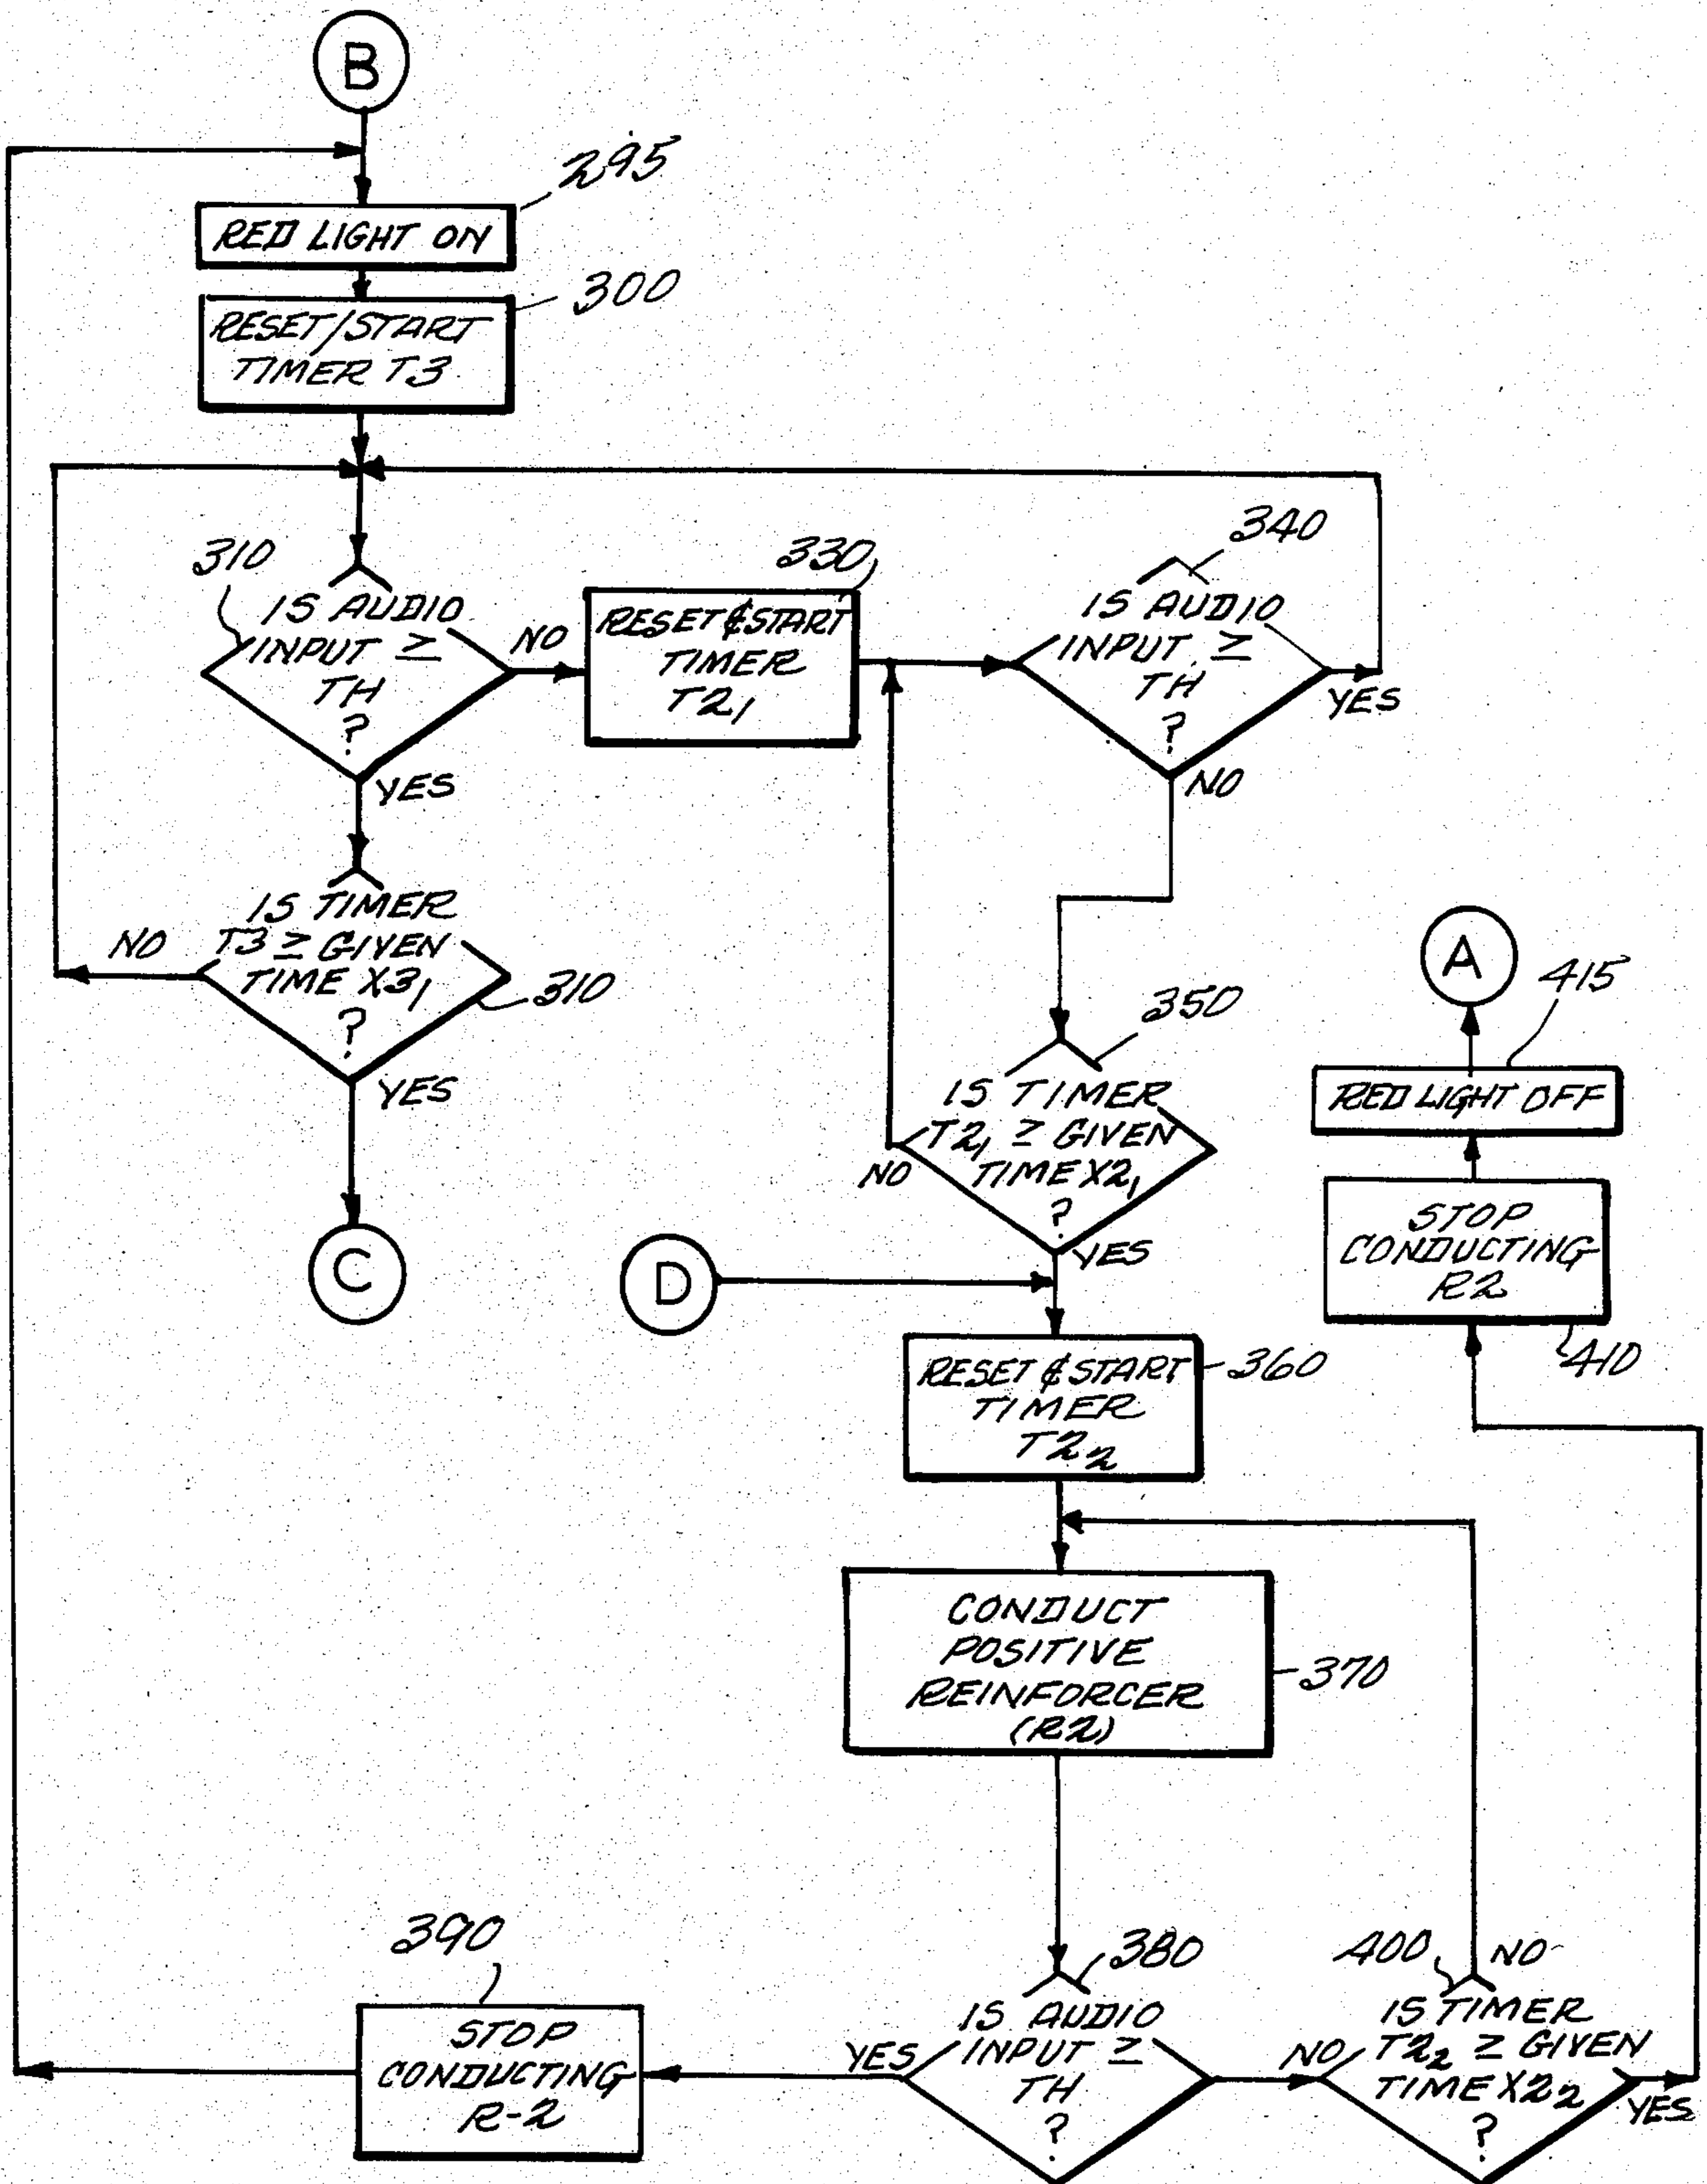 B
295
RED LIGHT ON
300
RESET/START
TIMER T3
310
IS AUDIO
INPUT ≥
TH
?
NO
YES
330
RESET & START
TIMER
T2₁
340
IS AUDIO
INPUT ≥
TH
?
YES
NO
IS TIMER
T3 ≥ GIVEN
TIME X3₁
?
NO
310
YES
C
350
IS TIMER
T2₁ ≥ GIVEN
TIME X2₁
?
NO
YES
D
A
415
RED LIGHT OFF
STOP
CONDUCTING
R2
410
RESET & START
TIMER
T2₂
360
CONDUCT
POSITIVE
REINFORCER
(R2)
370
390
STOP
CONDUCTING
R-2
380
IS AUDIO
INPUT ≥
TH
?
YES
NO
400
NO
IS TIMER
T2₂ ≥ GIVEN
TIME X2₂
?
YES